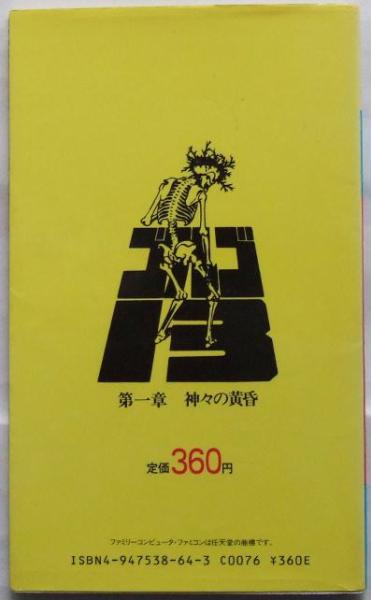 ゴルゴ
13
第一章 神々の黄昏
定価360円
ファミリーコンピュータ・ファミコンは任天堂の商標です。
ISBN4-947538-64-3 C0076 ¥360E